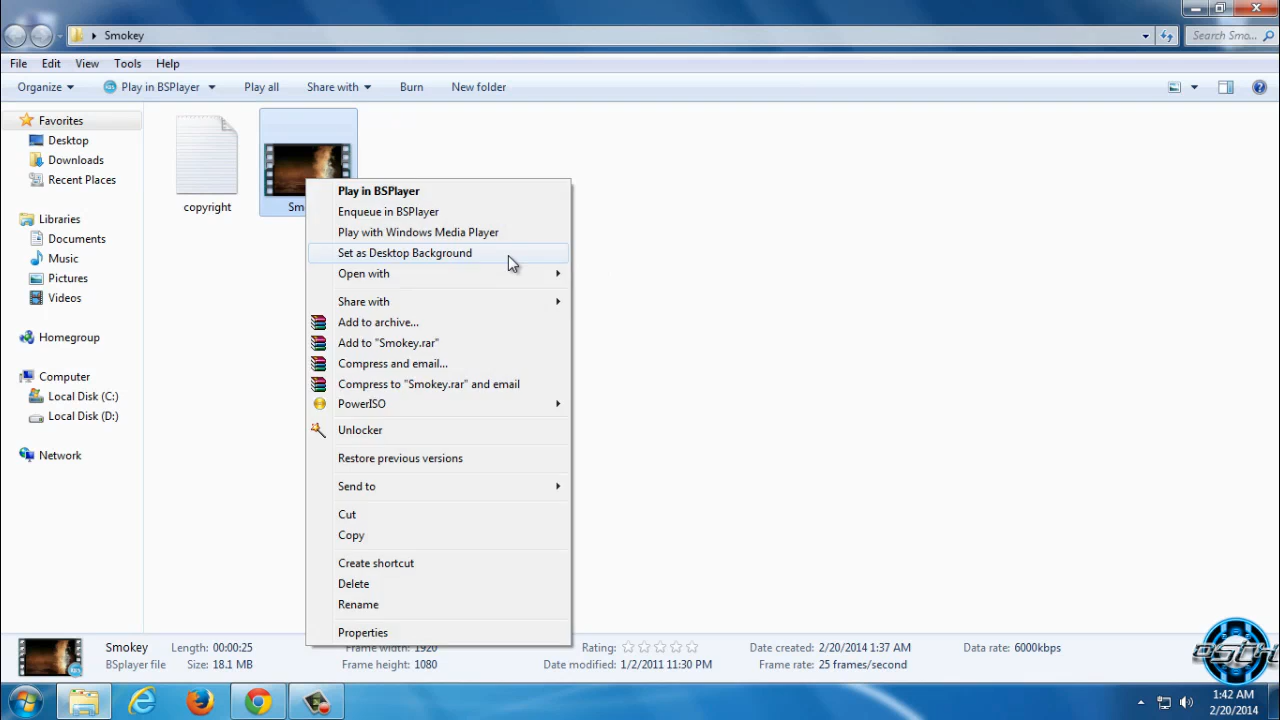 Smokey
Search Smo...
File Edit View Tools Help
Organize Play in BSPlayer Play all Share with Burn New folder
Favorites
Desktop
Downloads
Recent Places
Libraries
Documents
Music
Pictures
Videos
Homegroup
Computer
Local Disk (C:)
Local Disk (D:)
Network
copyright
Play in BSPlayer
Enqueue in BSPlayer
Play with Windows Media Player
Set as Desktop Background
Open with
Share with
Add to archive...
Add to "Smokey.rar"
Compress and email...
Compress to "Smokey.rar" and email
PowerISO
Unlocker
Restore previous versions
Send to
Cut
Copy
Create shortcut
Delete
Rename
Properties
Smokey Length: 00:00:25 Frame width: 1920 Rating: Date created: 2/20/2014 1:37 AM Data rate: 6000kbps
BSplayer file Size: 18.1 MB Frame height: 1080 Date modified: 1/2/2011 11:30 PM Frame rate: 25 frames/second
1:42 AM
2/20/2014